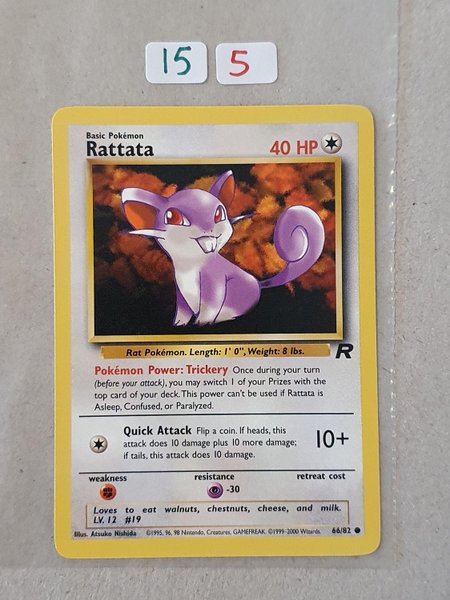 15 5
Basic Pokémon
Rattata 40 HP
Rat Pokémon. Length: 1' 0", Weight: 8 lbs.
R
Pokémon Power: Trickery Once during your turn
(before your attack), you may switch 1 of your Prizes with the
top card of your deck. This power can't be used if Rattata is
Asleep, Confused, or Paralyzed.
Quick Attack Flip a coin. If heads, this
attack does 10 damage plus 10 more damage;
if tails, this attack does 10 damage.
10+
weakness resistance retreat cost
-30
Loves to eat walnuts, chestnuts, cheese, and milk.
LV. 12 #19
Illus. Atsuko Nishida ©1995, 96, 98 Nintendo, Creatures, GAMEFREAK. ©1999-2000 Wizards. 66/82